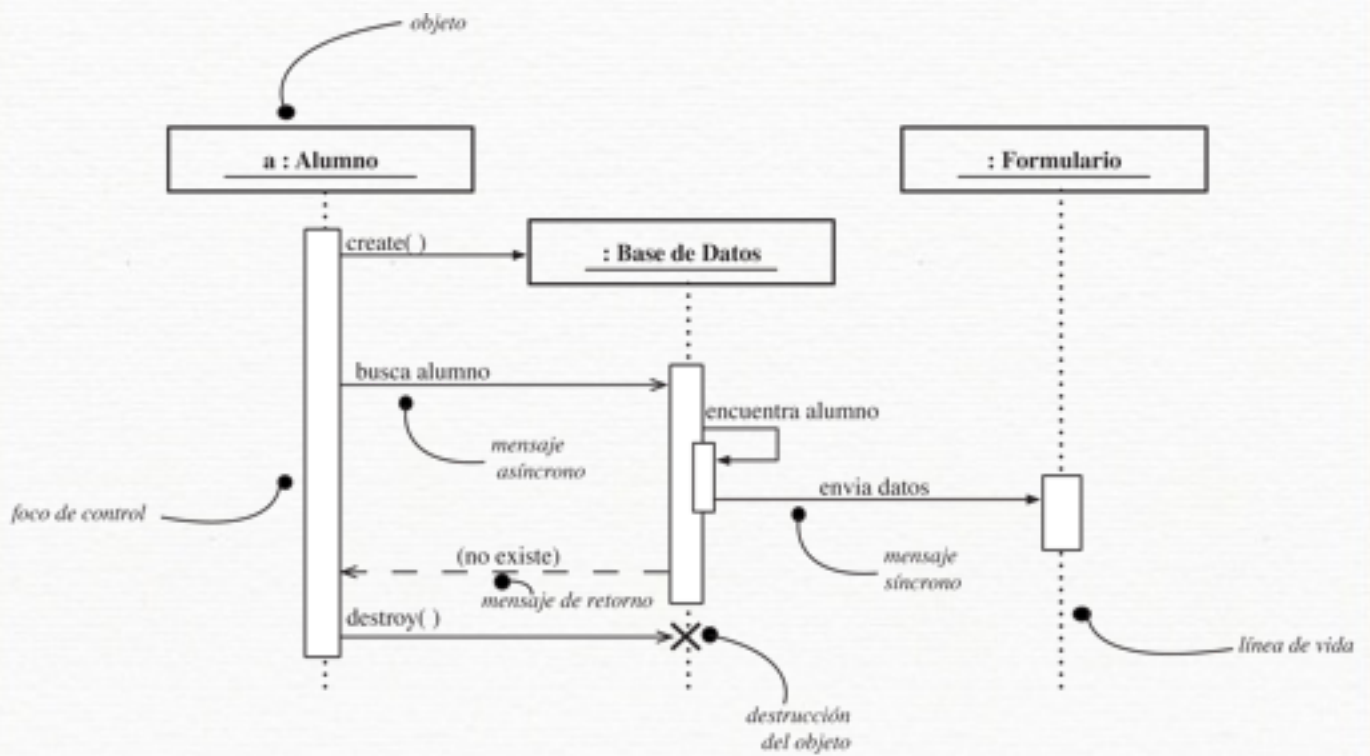 objeto
a : Alumno
: Formulario
create( )
: Base de Datos
busca alumno
encuentra alumno
mensaje
asíncrono
envia datos
foco de control
(no existe)
mensaje
síncrono
mensaje de retorno
destroy( )
línea de vida
destrucción
del objeto